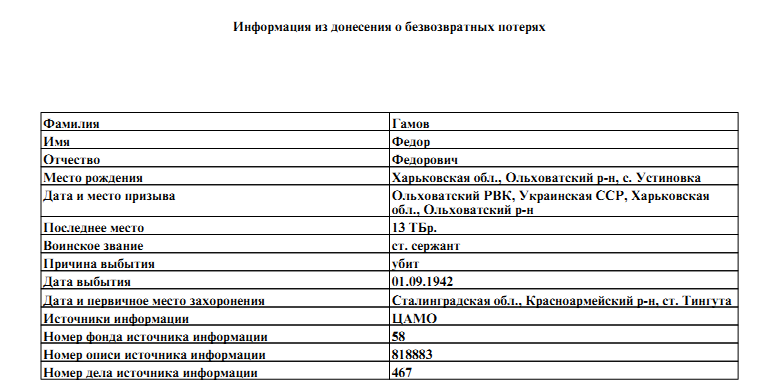 Информация из донесения о безвозвратных потерях
Фамилия Гамов
Имя Федор
Отчество Федорович
Место рождения Харьковская обл., Ольховатский р-н, с. Устиновка
Дата и место призыва Ольховатский РВК, Украинская ССР, Харьковская
обл., Ольховатский р-н
Последнее место 13 ТБр.
Воинское звание ст. сержант
Причина выбытия убит
Дата выбытия 01.09.1942
Дата и первичное место захоронения Сталинградская обл., Красноармейский р-н, ст. Тингута
Источники информации ЦАМО
Номер фонда источника информации 58
Номер описи источника информации 818883
Номер дела источника информации 467